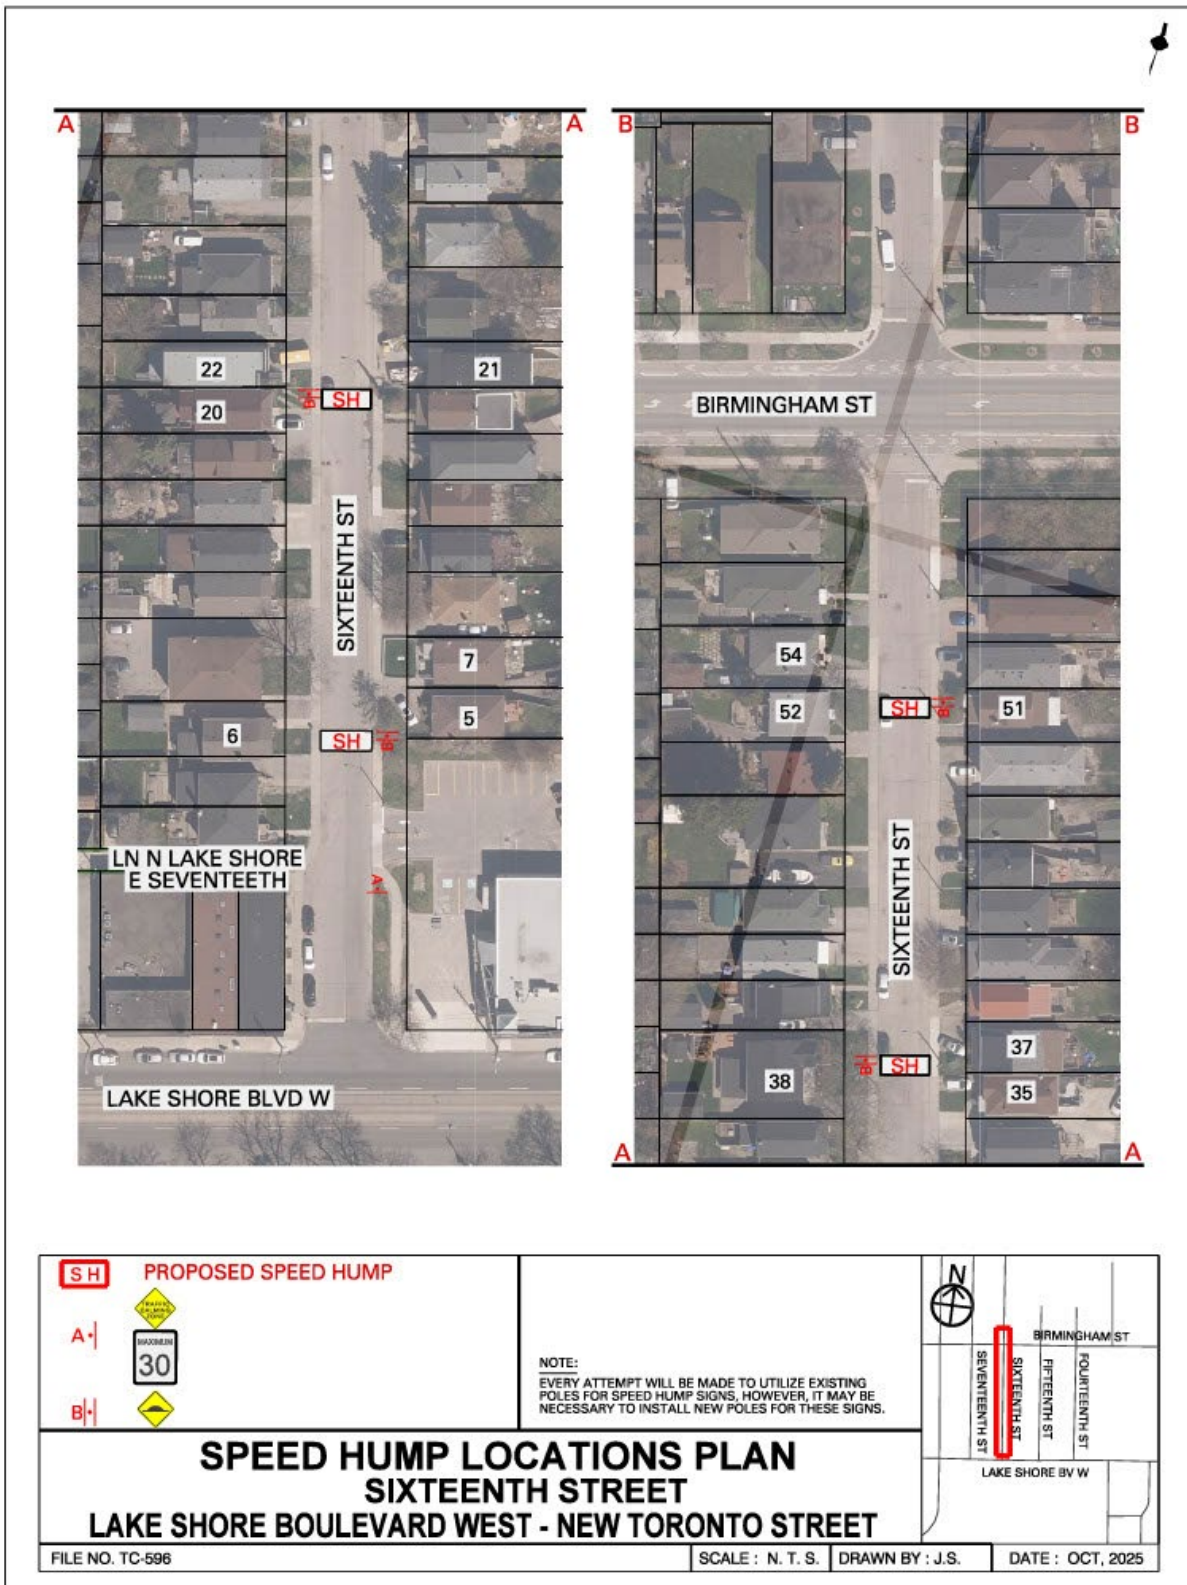 A
A
B
B
22
21
20
B
SH
BIRMINGHAM ST
SIXTEENTH ST
7
54
5
52
SH
B
51
6
SH
B
LN N LAKE SHORE
E SEVENTEETH
A
SIXTEENTH ST
37
B
SH
38
35
LAKE SHORE BLVD W
A
A
SH
PROPOSED SPEED HUMP
TRAFFIC
CALMING
ZONE
A
MAXIMUM
30
B
NOTE:
EVERY ATTEMPT WILL BE MADE TO UTILIZE EXISTING
POLES FOR SPEED HUMP SIGNS, HOWEVER, IT MAY BE
NECESSARY TO INSTALL NEW POLES FOR THESE SIGNS.
N
BIRMINGHAM ST
SEVENTEENTH ST
SIXTEENTH ST
FIFTEENTH ST
FOURTEENTH ST
LAKE SHORE BV W
SPEED HUMP LOCATIONS PLAN
SIXTEENTH STREET
LAKE SHORE BOULEVARD WEST - NEW TORONTO STREET
FILE NO. TC-596
SCALE : N. T. S.
DRAWN BY : J.S.
DATE : OCT, 2025